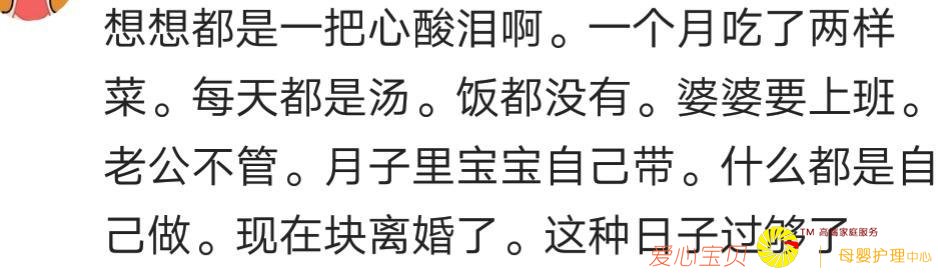 想想都是一把心酸泪啊。一个月吃了两样
菜。每天都是汤。饭都没有。婆婆要上班。
老公不管。月子里宝宝自己带。什么都是自
己做。现在块离婚了。这种日子过够了
爱心宝贝 TM 高端家庭服务 | 母婴护理中心